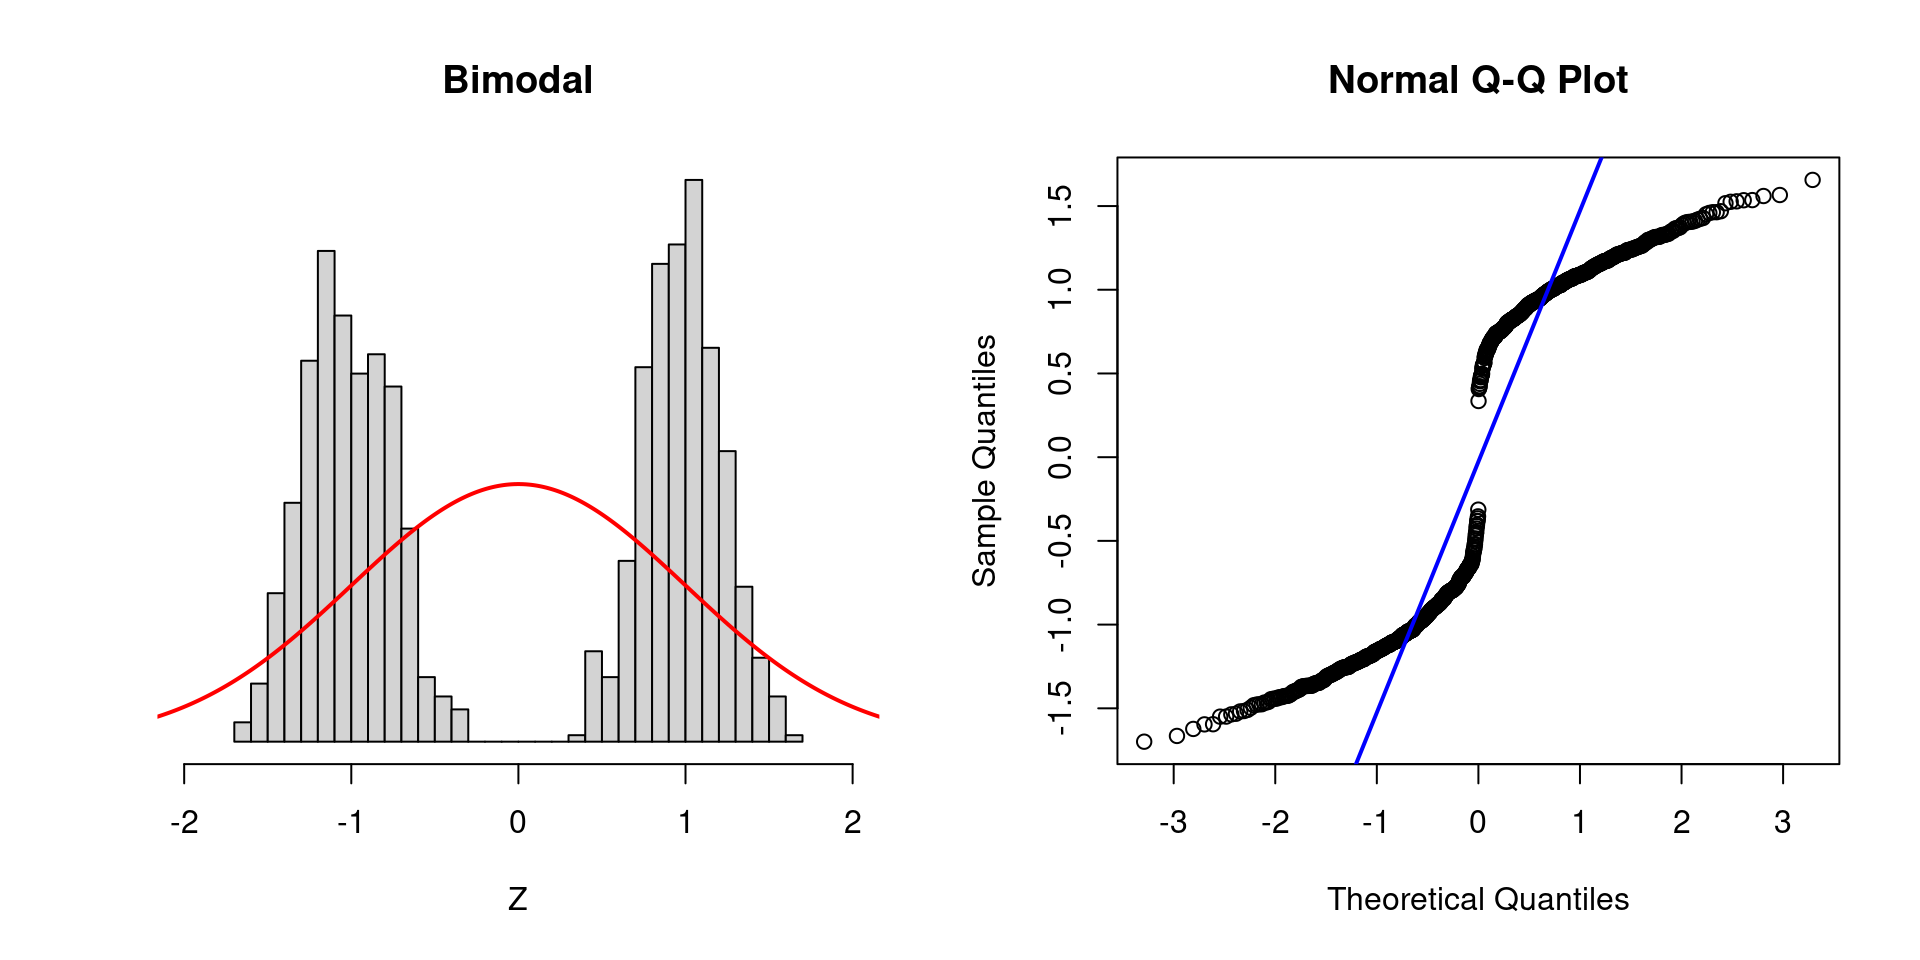 Bimodal
-2 -1 0 1 2
Z
Normal Q-Q Plot
Sample Quantiles
1.5
1.0
0.5
0.0
-0.5
-1.0
-1.5
-3 -2 -1 0 1 2 3
Theoretical Quantiles